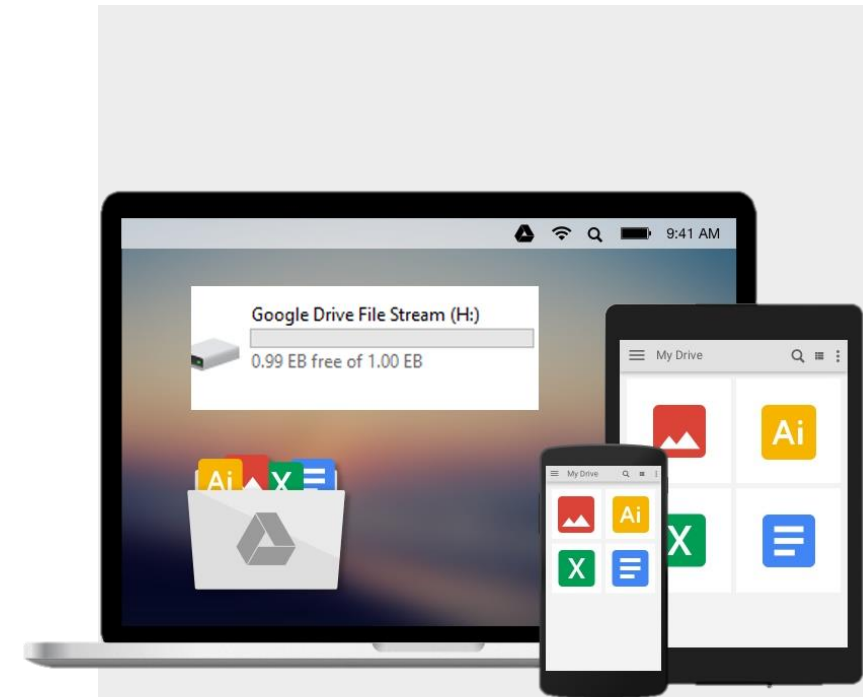 9:41 AM
Google Drive File Stream (H:)
0.99 EB free of 1.00 EB
My Drive
Ai
Ai X
My Drive
Ai
X
X